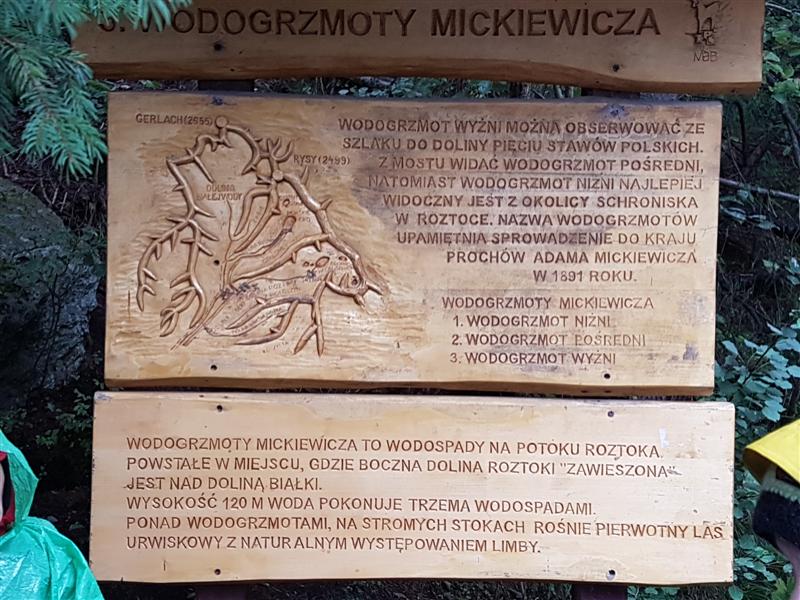 5. WODOGRZMOTY MICKIEWICZA
GERLACH (2655)
RYSY (2499)
DOLINA
WODOGRZMOT WYŻNI MOŻNA OBSERWOWAĆ ZE
SZLAKU DO DOLINY PIĘCIU STAWÓW POLSKICH.
Z MOSTU WIDAĆ WODOGRZMOT POŚREDNI,
NATOMIAST WODOGRZMOT NIŻNI NAJLEPIEJ
WIDOCZNY JEST Z OKOLICY SCHRONISKA
W ROZTOCE. NAZWA WODOGRZMOTÓW
UPAMIĘTNIA SPROWADZENIE DO KRAJU
PROCHÓW ADAMA MICKIEWICZA
W 1891 ROKU.
WODOGRZMOTY MICKIEWICZA
1. WODOGRZMOT NIŻNI
2. WODOGRZMOT POŚREDNI
3. WODOGRZMOT WYŻNI
WODOGRZMOTY MICKIEWICZA TO WODOSPADY NA POTOKU ROZTOKA.
POWSTAŁE W MIEJSCU, GDZIE BOCZNA DOLINA ROZTOKI "ZAWIESZONA"
JEST NAD DOLINĄ BIAŁKI.
WYSOKOŚĆ 120 M WODA POKONUJE TRZEMA WODOSPADAMI.
PONAD WODOGRZMOTAMI, NA STROMYCH STOKACH ROŚNIE PIERWOTNY LAS
URWISKOWY Z NATURALNYM WYSTĘPOWANIEM LIMBY.